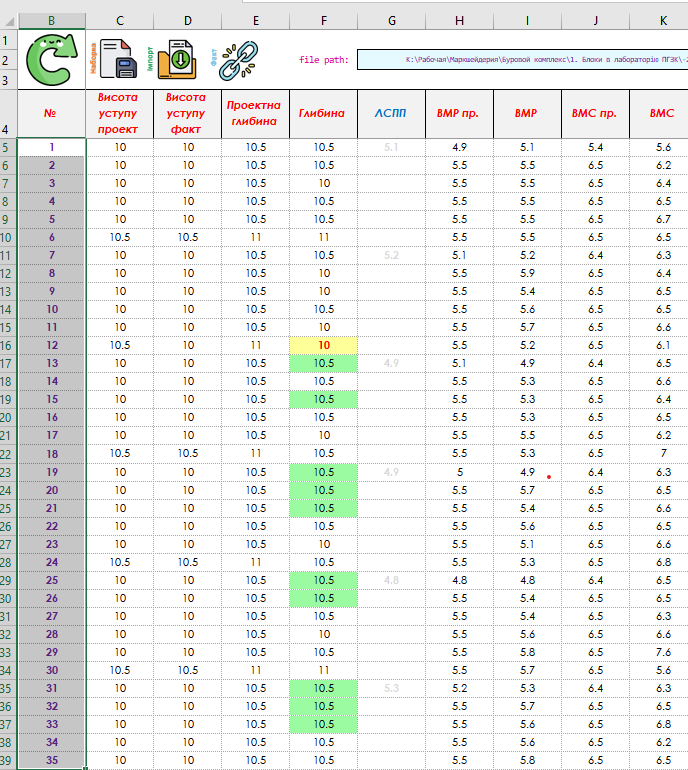 B C D E F G H I J K
1
2 Наборка Імпорт Факт file path: K:\Рабочая\Маркшейдерия\Буровой комплекс\1. Блоки в лабораторію ПГЗК\
3
4 № Висота уступу проект Висота уступу факт Проектна глибина Глибина ЛСПП ВМР пр. ВМР ВМС пр. ВМС
5 1 10 10 10.5 10.5 5.1 4.9 5.1 5.4 5.6
6 2 10 10 10.5 10.5 5.5 5.5 6.5 6.2
7 3 10 10 10.5 10 5.5 5.5 6.5 6.4
8 4 10 10 10.5 10.5 5.5 5.5 6.5 6.5
9 5 10 10 10.5 10.5 5.5 5.5 6.5 6.7
10 6 10.5 10.5 11 11 5.5 5.5 6.5 6.5
11 7 10 10 10.5 10.5 5.2 5.1 5.2 6.4 6.3
12 8 10 10 10.5 10 5.5 5.9 6.5 6.4
13 9 10 10 10.5 10 5.5 5.4 6.5 6.5
14 10 10 10 10.5 10.5 5.5 5.6 6.5 6.5
15 11 10 10 10.5 10 5.5 5.7 6.5 6.6
16 12 10.5 10 11 10 5.5 5.2 6.5 6.1
17 13 10 10 10.5 10.5 4.9 5.1 4.9 6.4 6.5
18 14 10 10 10.5 10.5 5.5 5.3 6.5 6.6
19 15 10 10 10.5 10.5 5.5 5.3 6.5 6.4
20 16 10 10 10.5 10.5 5.5 5.3 6.5 6.5
21 17 10 10 10.5 10 5.5 5.5 6.5 6.2
22 18 10.5 10.5 11 10.5 5.5 5.3 6.5 7
23 19 10 10 10.5 10.5 4.9 5 4.9 6.4 6.3
24 20 10 10 10.5 10.5 5.5 5.7 6.5 6.5
25 21 10 10 10.5 10.5 5.5 5.4 6.5 6.6
26 22 10 10 10.5 10.5 5.5 5.6 6.5 6.5
27 23 10 10 10.5 10 5.5 5.1 6.5 6.6
28 24 10.5 10.5 11 10.5 5.5 5.3 6.5 6.8
29 25 10 10 10.5 10.5 4.8 4.8 4.8 6.4 6.5
30 26 10 10 10.5 10.5 5.5 5.4 6.5 6.5
31 27 10 10 10.5 10.5 5.5 5.4 6.5 6.3
32 28 10 10 10.5 10 5.5 5.6 6.5 6.6
33 29 10 10 10.5 10.5 5.5 5.8 6.5 7.6
34 30 10.5 10.5 11 11 5.5 5.7 6.5 5.6
35 31 10 10 10.5 10.5 5.3 5.2 5.3 6.4 6.3
36 32 10 10 10.5 10.5 5.5 5.7 6.5 6.5
37 33 10 10 10.5 10.5 5.5 5.6 6.5 6.8
38 34 10 10 10.5 10.5 5.5 5.6 6.5 6.2
39 35 10 10 10.5 10.5 5.5 5.8 6.5 6.5